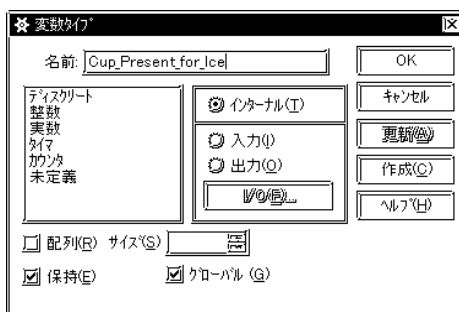 変数ﾀｲﾌﾟ
名前: Cup_Present_for_Ice
OK
ﾃﾞｨｽｸﾘｰﾄ
整数
実数
ﾀｲﾏ
ｶｳﾝﾀ
未定義
ｲﾝﾀｰﾅﾙ(T)
入力(I)
出力(O)
I/O(F)...
ｷｬﾝｾﾙ
更新(A)
作成(C)
ﾍﾙﾌﾟ(H)
配列(R) ｻｲｽﾞ(S)
保持(E) ｸﾞﾛｰﾊﾞﾙ (G)